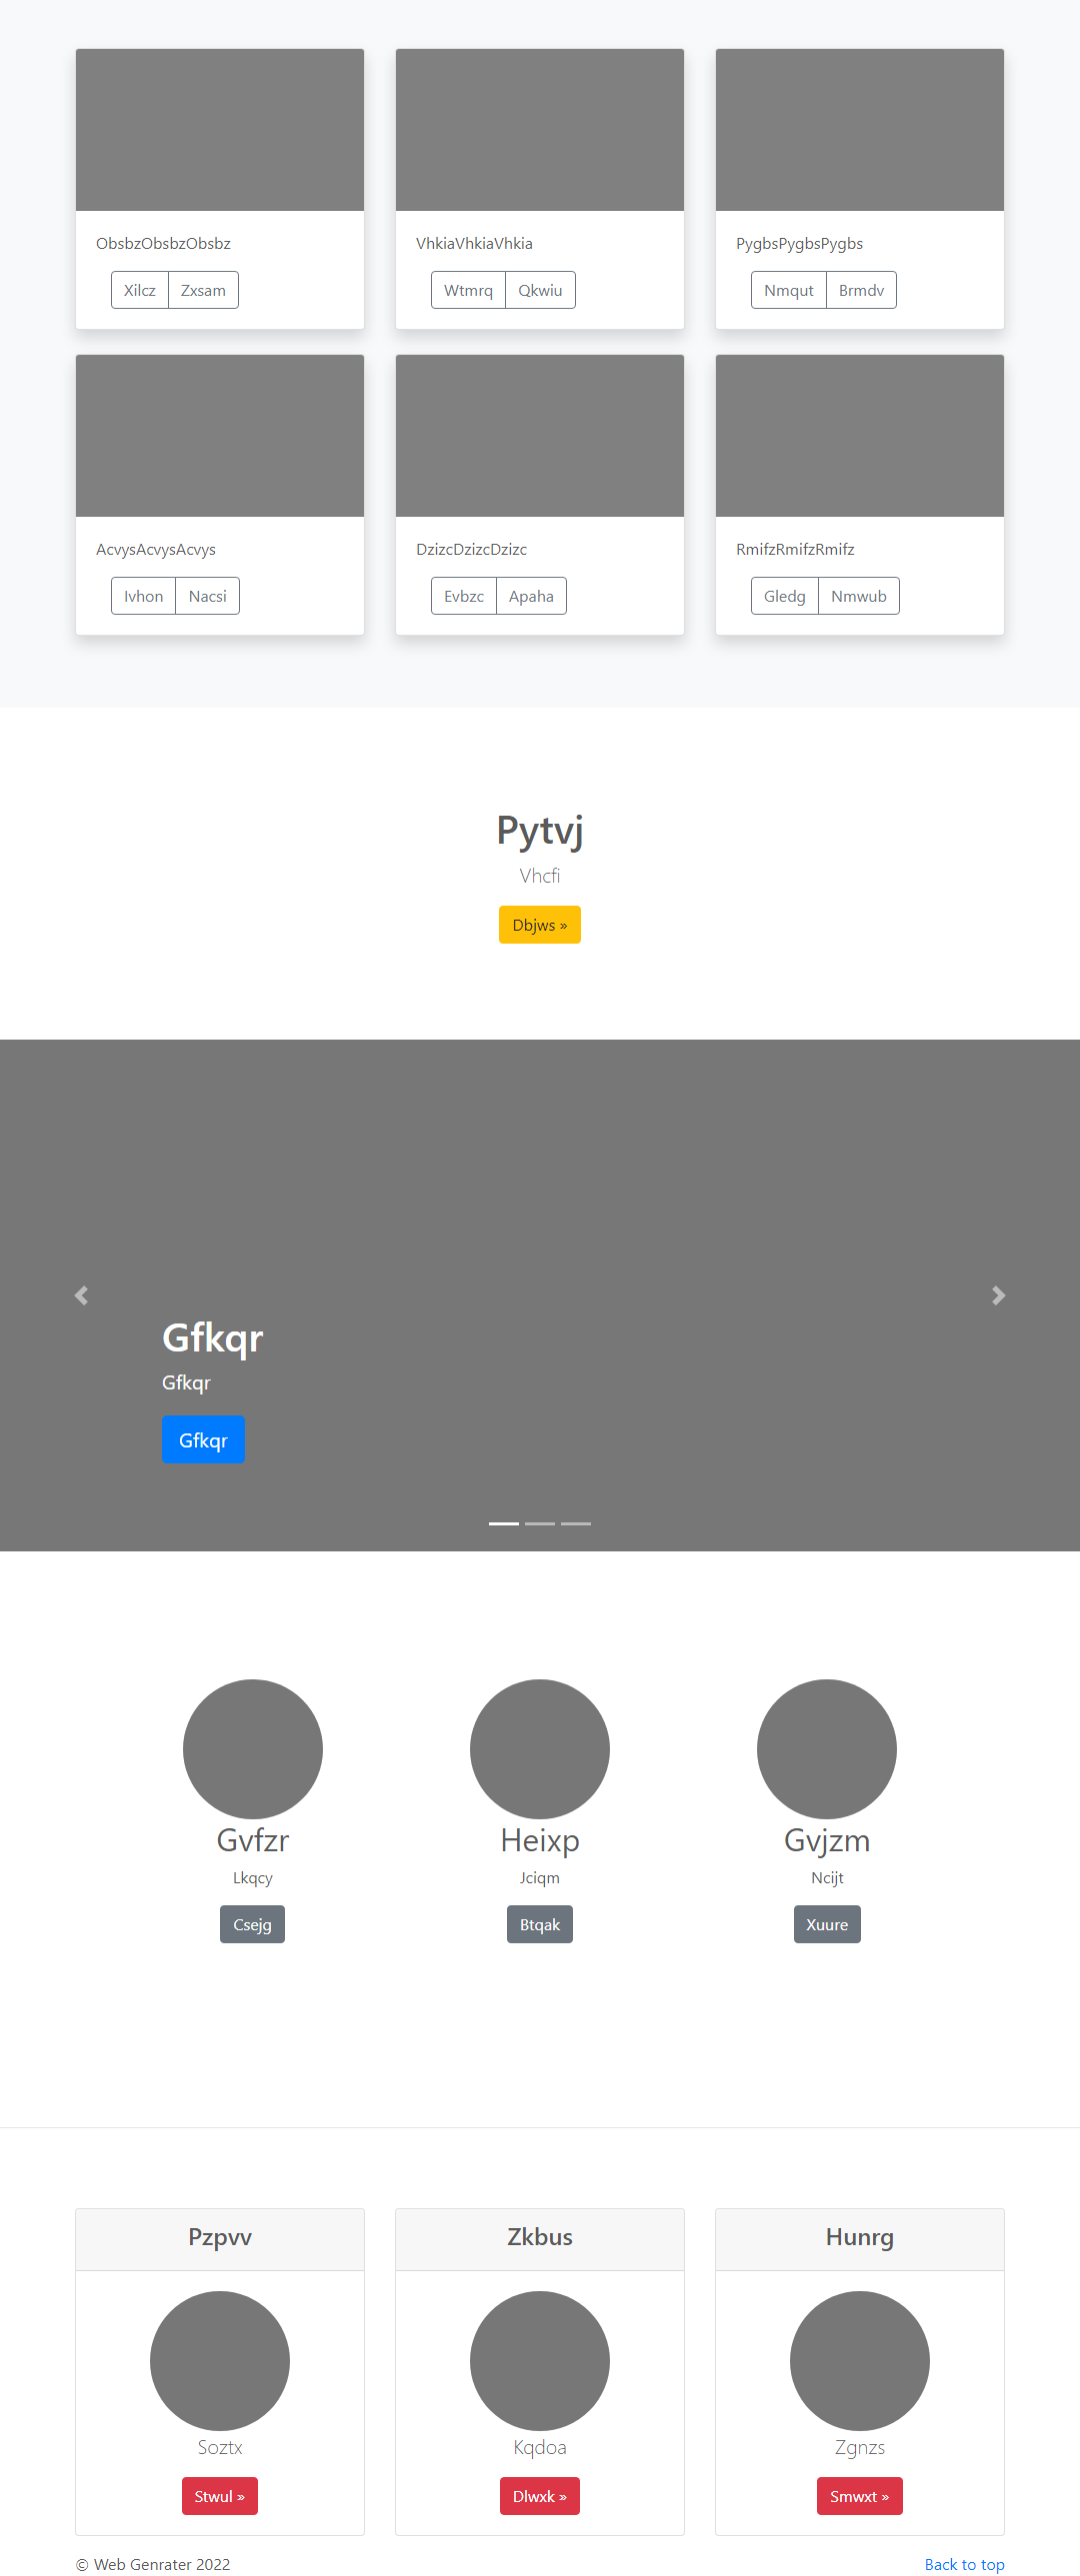 ObsbzObsbzObsbz
VhkiaVhkiaVhkia
PygbsPygbsPygbs
Xilcz Zxsam
Wtmrq Qkwiu
Nmqut Brmdv
AcvysAcvysAcvys
DzizcDzizcDzizc
RmifzRmifzRmifz
Ivhon Nacsi
Evbzc Apaha
Gledg Nmwub
Pytvj
Vhcfi
Dbjws »
Gfkqr
Gfkqr
Gfkqr
Gvfzr
Heixp
Gvjzm
Lkqcy
Jciqm
Ncijt
Csejg
Btqak
Xuure
Pzpvv
Zkbus
Hunrg
Soztx
Kqdoa
Zgnzs
Stwul »
Dlwxk »
Smwxt »
© Web Genrater 2022
Back to top